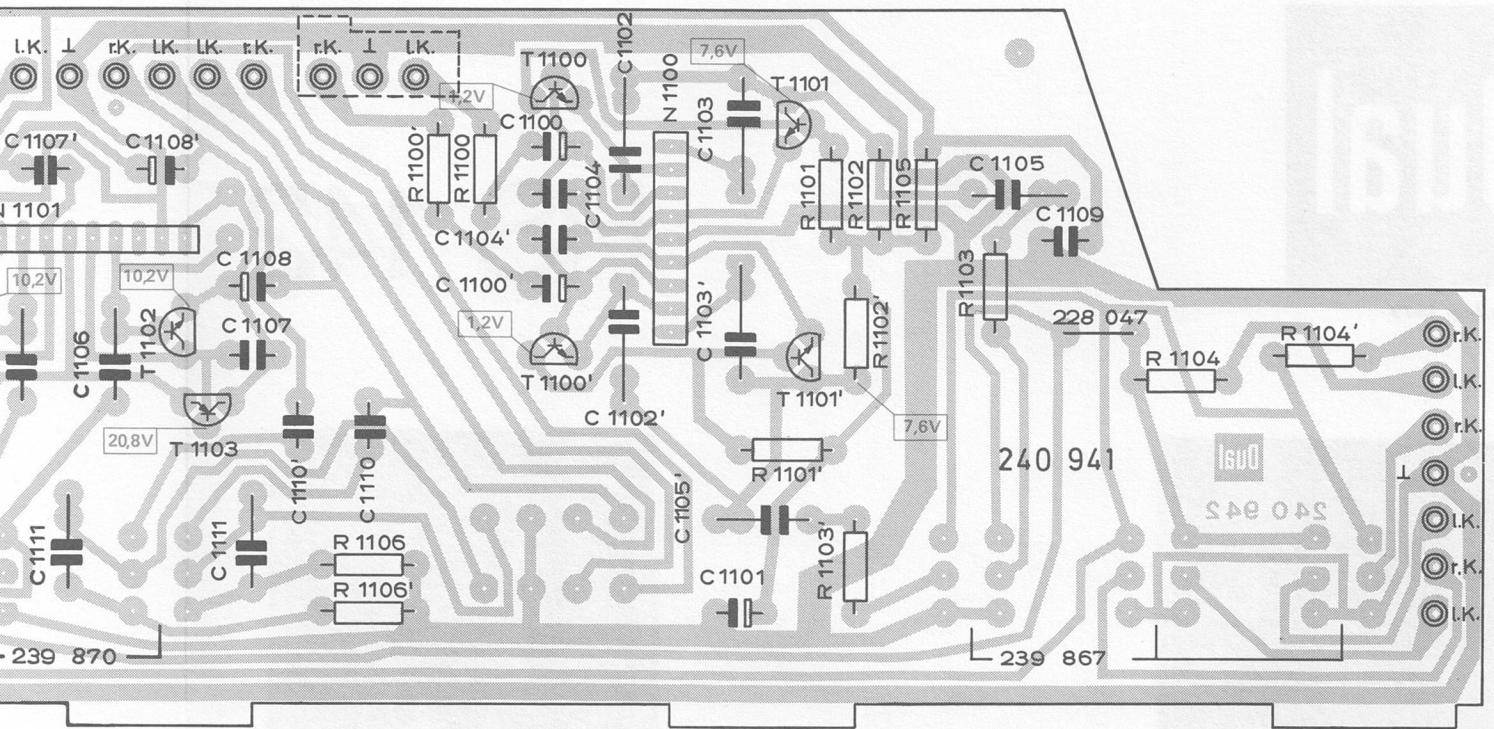 l.K. ⊥ r.K. l.K. l.K. r.K. r.K. ⊥ l.K.
T 1100
C 1102
N 1100
7,6V
T 1101
1,2V
C 1107'
C 1108'
R 1100'
R 1100
C 1100
C 1104
C 1103
R 1101
R 1102
R 1105
C 1105
N 1101
C 1104'
C 1109
C 1108
C 1100'
R 1103
10,2V
10,2V
1,2V
C 1103'
R 1102'
228 047
R 1104'
r.K.
C 1106
T 1102
C 1107
T 1100'
T 1101'
R 1104
l.K.
C 1102'
7,6V
r.K.
20,8V
T 1103
C 1110'
C 1110
R 1101'
240 941
Dual
⊥
C 1105'
240 942
l.K.
C 1111
C 1111
R 1106
R 1103'
r.K.
R 1106'
C 1101
l.K.
239 870
239 867